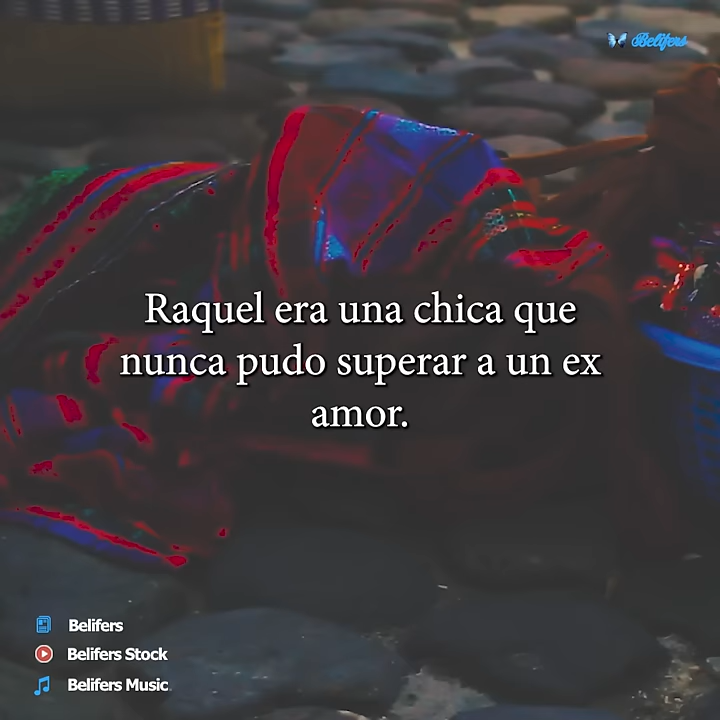 Belifers
Raquel era una chica que
nunca pudo superar a un ex
amor.
Belifers
Belifers Stock
Belifers Music